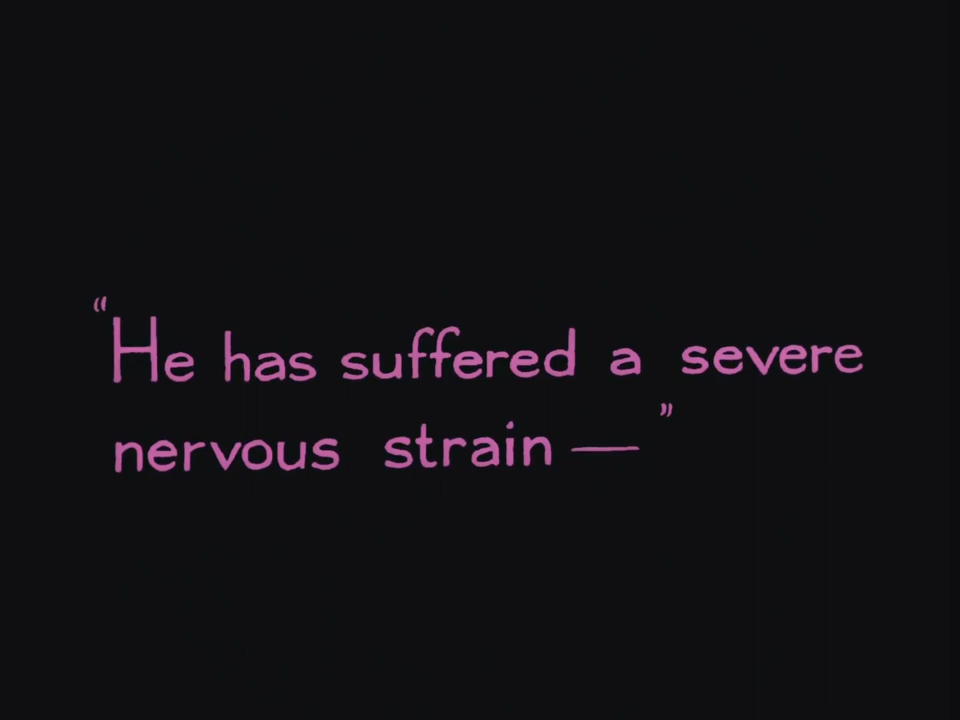 “He has suffered a severe
nervous strain — ”